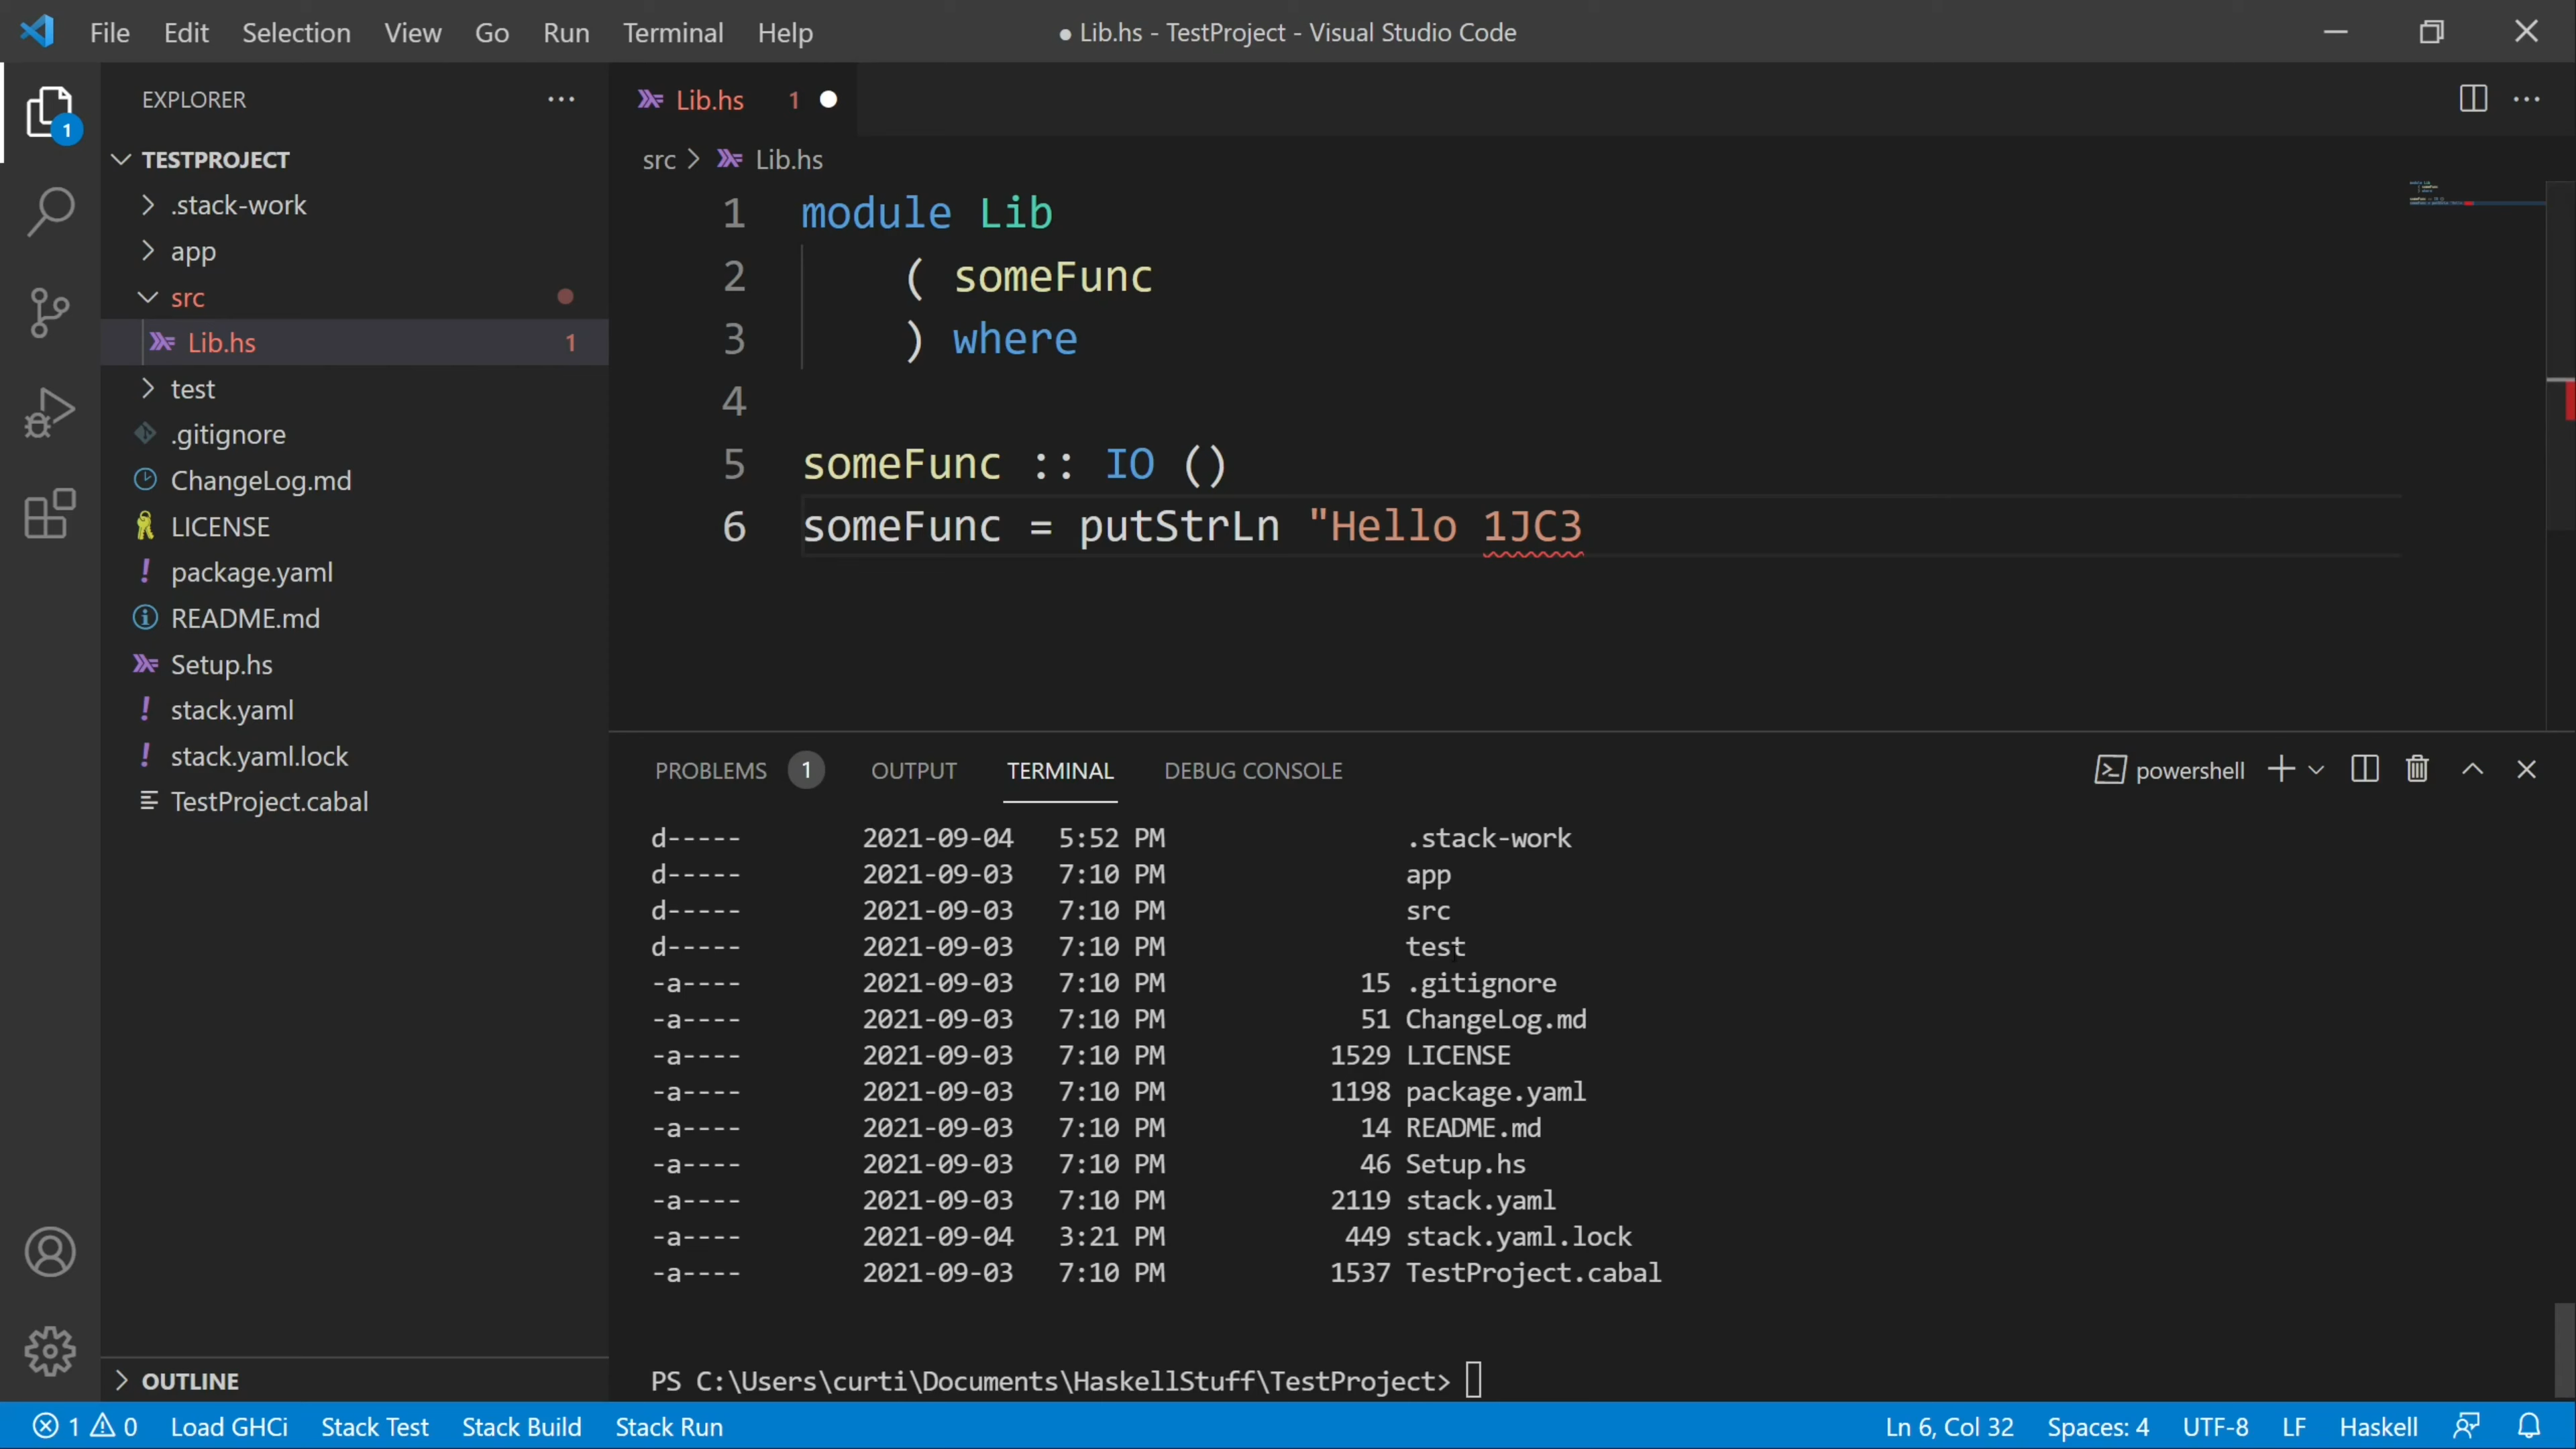 File Edit Selection View Go Run Terminal Help ● Lib.hs - TestProject - Visual Studio Code
EXPLORER
1
TESTPROJECT
.stack-work
app
src
Lib.hs 1
test
.gitignore
ChangeLog.md
LICENSE
package.yaml
README.md
Setup.hs
stack.yaml
stack.yaml.lock
TestProject.cabal
OUTLINE
Lib.hs 1
src > Lib.hs
1 module Lib
2 ( someFunc
3 ) where
4
5 someFunc :: IO ()
6 someFunc = putStrLn "Hello 1JC3
PROBLEMS 1 OUTPUT TERMINAL DEBUG CONSOLE powershell
d----- 2021-09-04 5:52 PM .stack-work
d----- 2021-09-03 7:10 PM app
d----- 2021-09-03 7:10 PM src
d----- 2021-09-03 7:10 PM test
-a---- 2021-09-03 7:10 PM 15 .gitignore
-a---- 2021-09-03 7:10 PM 51 ChangeLog.md
-a---- 2021-09-03 7:10 PM 1529 LICENSE
-a---- 2021-09-03 7:10 PM 1198 package.yaml
-a---- 2021-09-03 7:10 PM 14 README.md
-a---- 2021-09-03 7:10 PM 46 Setup.hs
-a---- 2021-09-03 7:10 PM 2119 stack.yaml
-a---- 2021-09-04 3:21 PM 449 stack.yaml.lock
-a---- 2021-09-03 7:10 PM 1537 TestProject.cabal
PS C:\Users\curti\Documents\HaskellStuff\TestProject>
1 0 Load GHCi Stack Test Stack Build Stack Run Ln 6, Col 32 Spaces: 4 UTF-8 LF Haskell